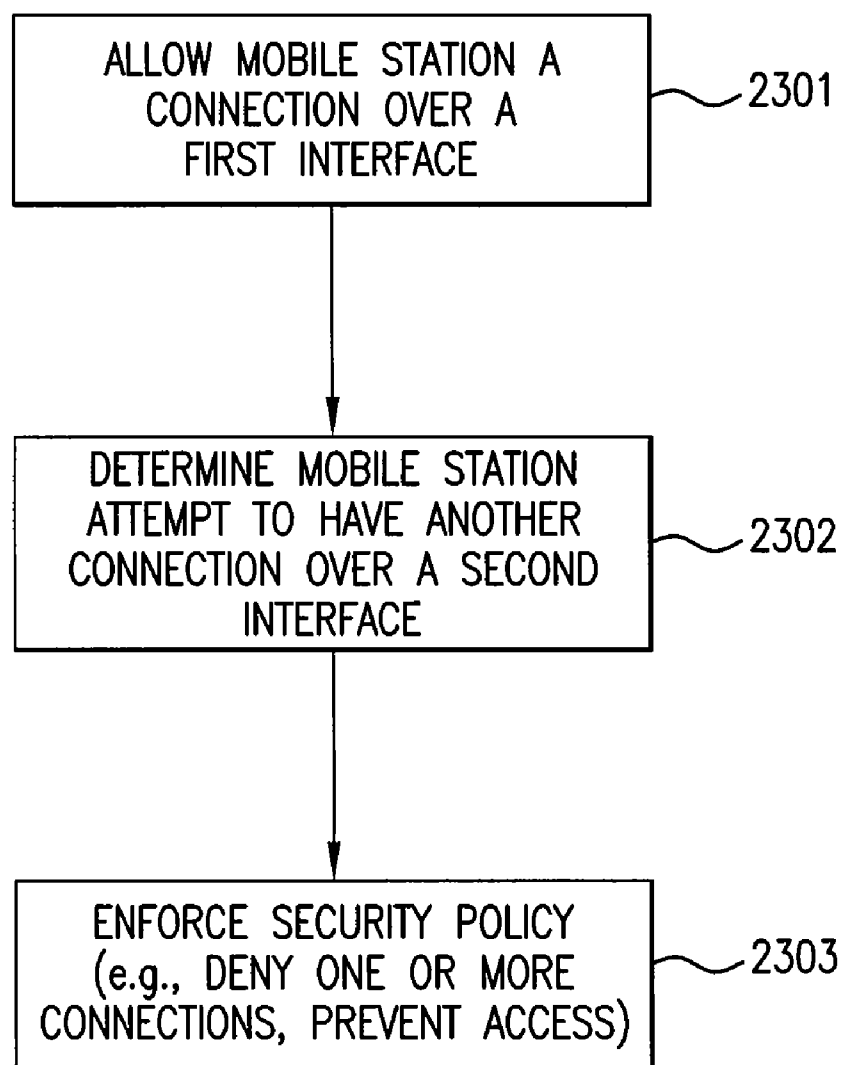 ALLOW MOBILE STATION A
CONNECTION OVER A
FIRST INTERFACE
2301
DETERMINE MOBILE STATION
ATTEMPT TO HAVE ANOTHER
CONNECTION OVER A SECOND
INTERFACE
2302
ENFORCE SECURITY POLICY
(e.g., DENY ONE OR MORE
CONNECTIONS, PREVENT ACCESS)
2303